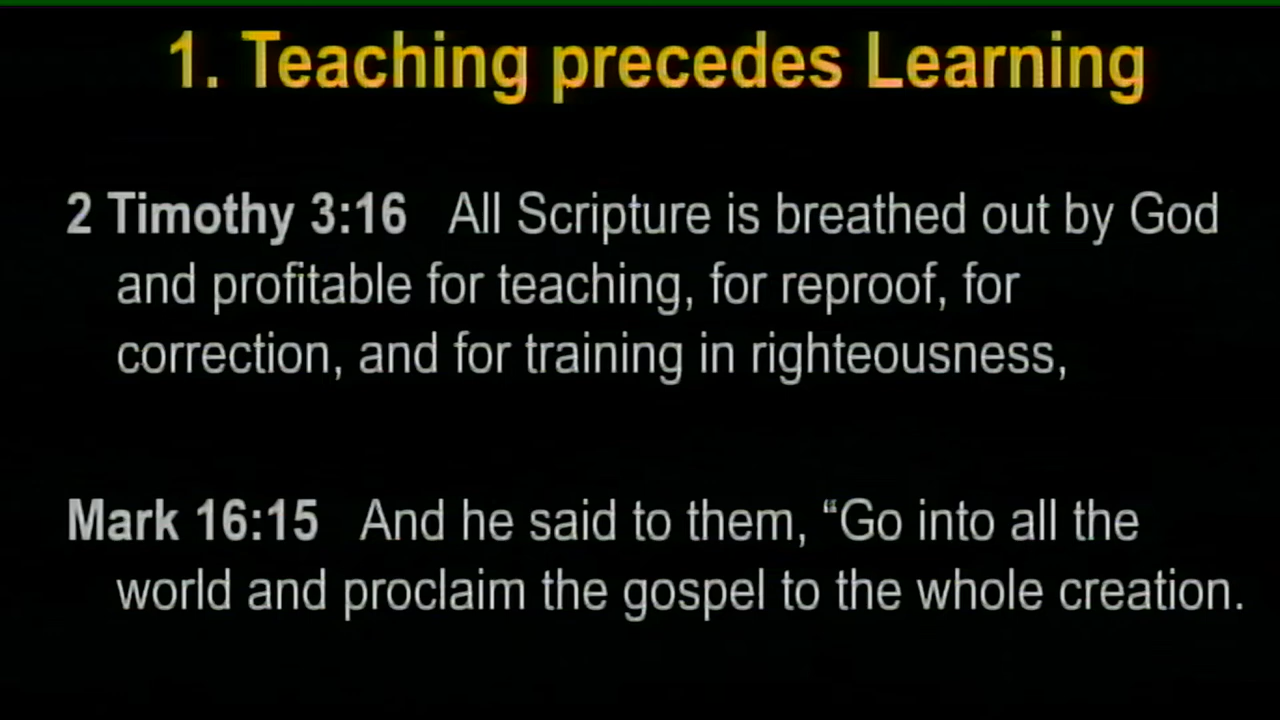 1. Teaching precedes Learning
2 Timothy 3:16 All Scripture is breathed out by God
and profitable for teaching, for reproof, for
correction, and for training in righteousness,
Mark 16:15 And he said to them, “Go into all the
world and proclaim the gospel to the whole creation.